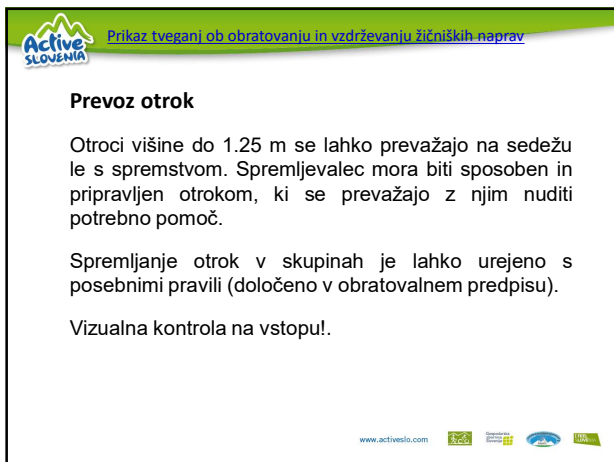 Active
SLOVENIA
Prikaz tveganj ob obratovanju in vzdrževanju žičniških naprav
Prevoz otrok
Otroci višine do 1.25 m se lahko prevažajo na sedežu
le s spremstvom. Spremljevalec mora biti sposoben in
pripravljen otrokom, ki se prevažajo z njim nuditi
potrebno pomoč.
Spremljanje otrok v skupinah je lahko urejeno s
posebnimi pravili (določeno v obratovalnem predpisu).
Vizualna kontrola na vstopu!.
www.activeslo.com